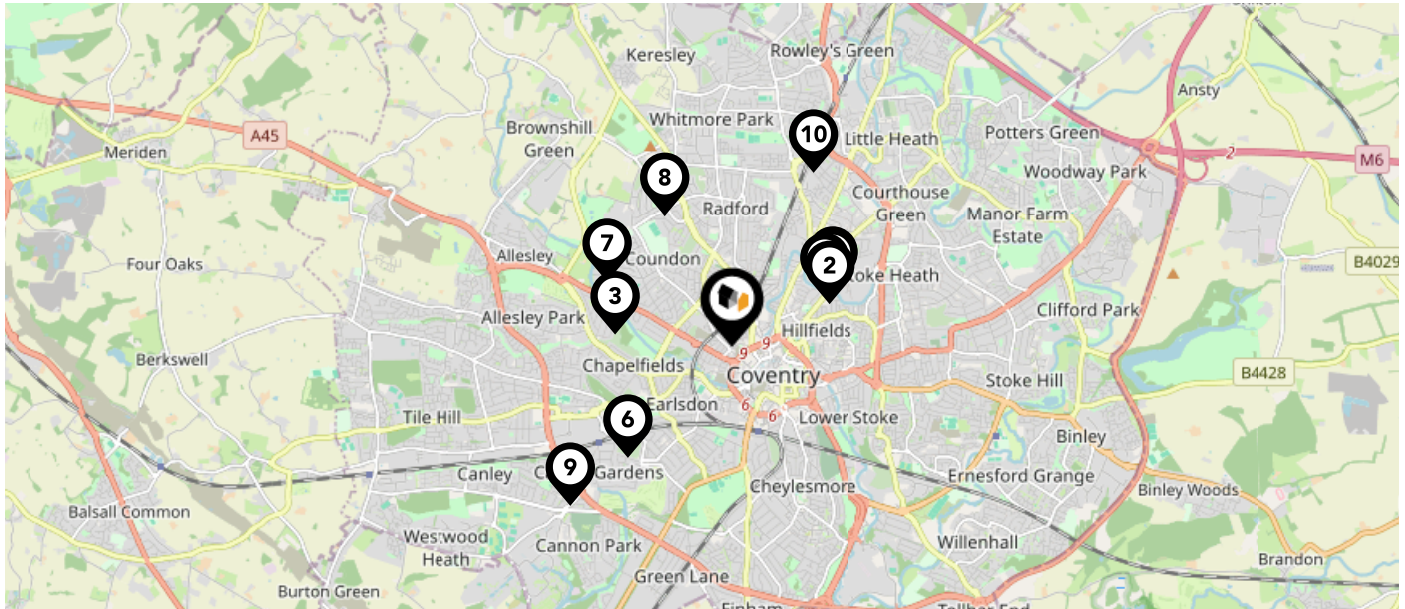 Keresley
Rowley's Green
Ansty
A45
Meriden
Brownshill
Green
Whitmore Park
10
Little Heath
Potters Green
2
M6
Woodway Park
8
Radford
Courthouse
Green
Manor Farm
Estate
7
Allesley
Coundon
Four Oaks
2
Heath
B4029
3
Allesley Park
Hillfields
Clifford Park
9
9
Berkswell
Chapelfields
Coventry
Stoke Hill
B4428
6
Earlsdon
6
6
Tile Hill
Lower Stoke
Binley
9
Canley
Gardens
Cheylesmore
Ernesford Grange
Binley Woods
Balsall Common
Westwood
Heath
Cannon Park
Willenhall
Brandon
Green Lane
Burton Green
Finham